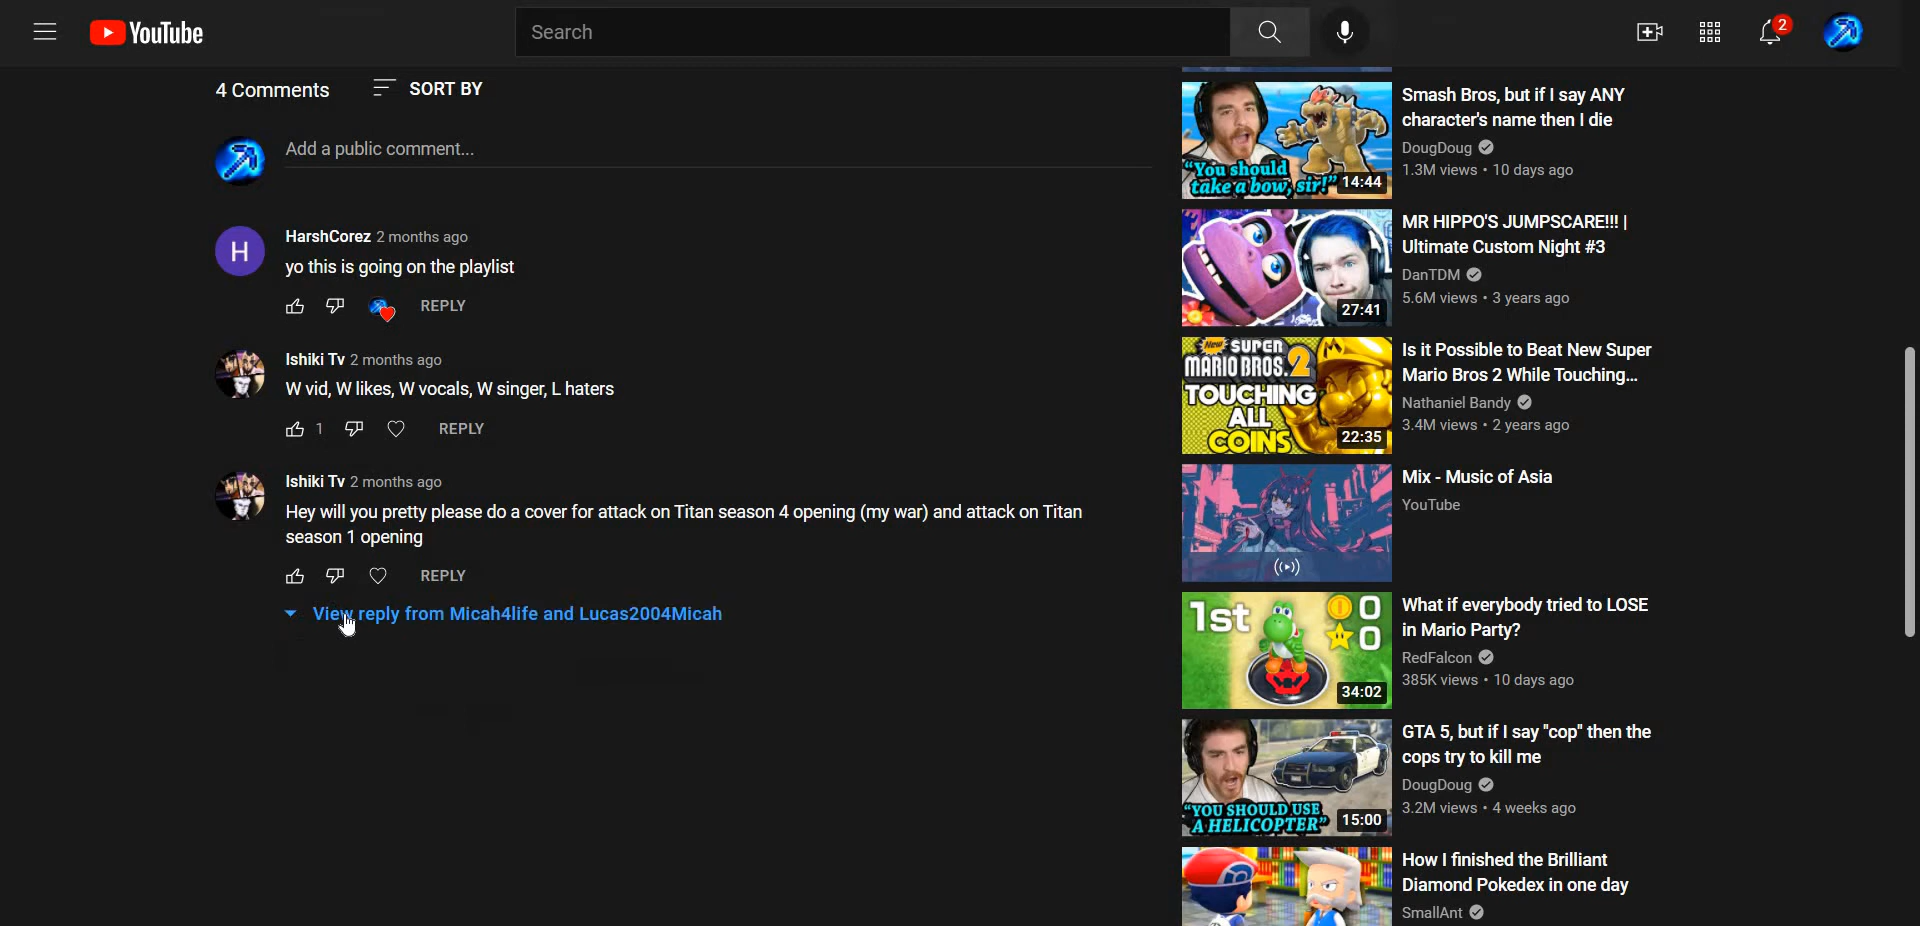 YouTube
Search
2
4 Comments
SORT BY
Add a public comment...
H
HarshCorez 2 months ago
yo this is going on the playlist
REPLY
Ishiki Tv 2 months ago
W vid, W likes, W vocals, W singer, L haters
1
REPLY
Ishiki Tv 2 months ago
Hey will you pretty please do a cover for attack on Titan season 4 opening (my war) and attack on Titan
season 1 opening
REPLY
View reply from Micah4life and Lucas2004Micah
"You should
take a bow, sir!"
14:44
Smash Bros, but if I say ANY
character's name then I die
DougDoug
1.3M views • 10 days ago
27:41
MR HIPPO'S JUMPSCARE!!! |
Ultimate Custom Night #3
DanTDM
5.6M views • 3 years ago
New SUPER
MARIO BROS. 2
TOUCHING
ALL
COINS
22:35
Is it Possible to Beat New Super
Mario Bros 2 While Touching...
Nathaniel Bandy
3.4M views • 2 years ago
Mix - Music of Asia
YouTube
1st
0
0
34:02
What if everybody tried to LOSE
in Mario Party?
RedFalcon
385K views • 10 days ago
"YOU SHOULD USE
A HELICOPTER"
15:00
GTA 5, but if I say "cop" then the
cops try to kill me
DougDoug
3.2M views • 4 weeks ago
How I finished the Brilliant
Diamond Pokedex in one day
SmallAnt